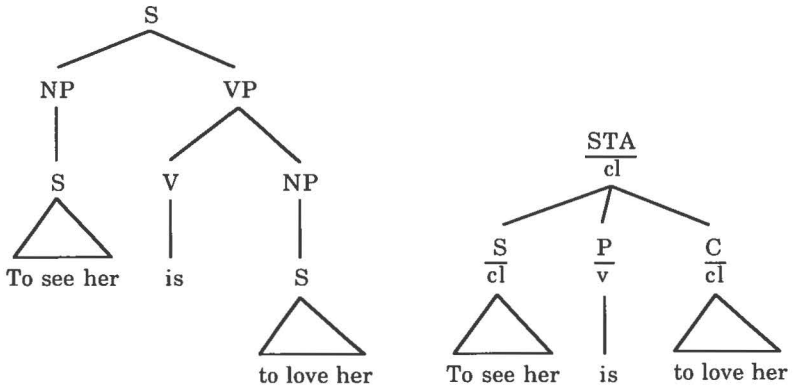 S
NP VP
S V NP
To see her is S
to love her
STA
cl
S P C
cl v cl
To see her is to love her